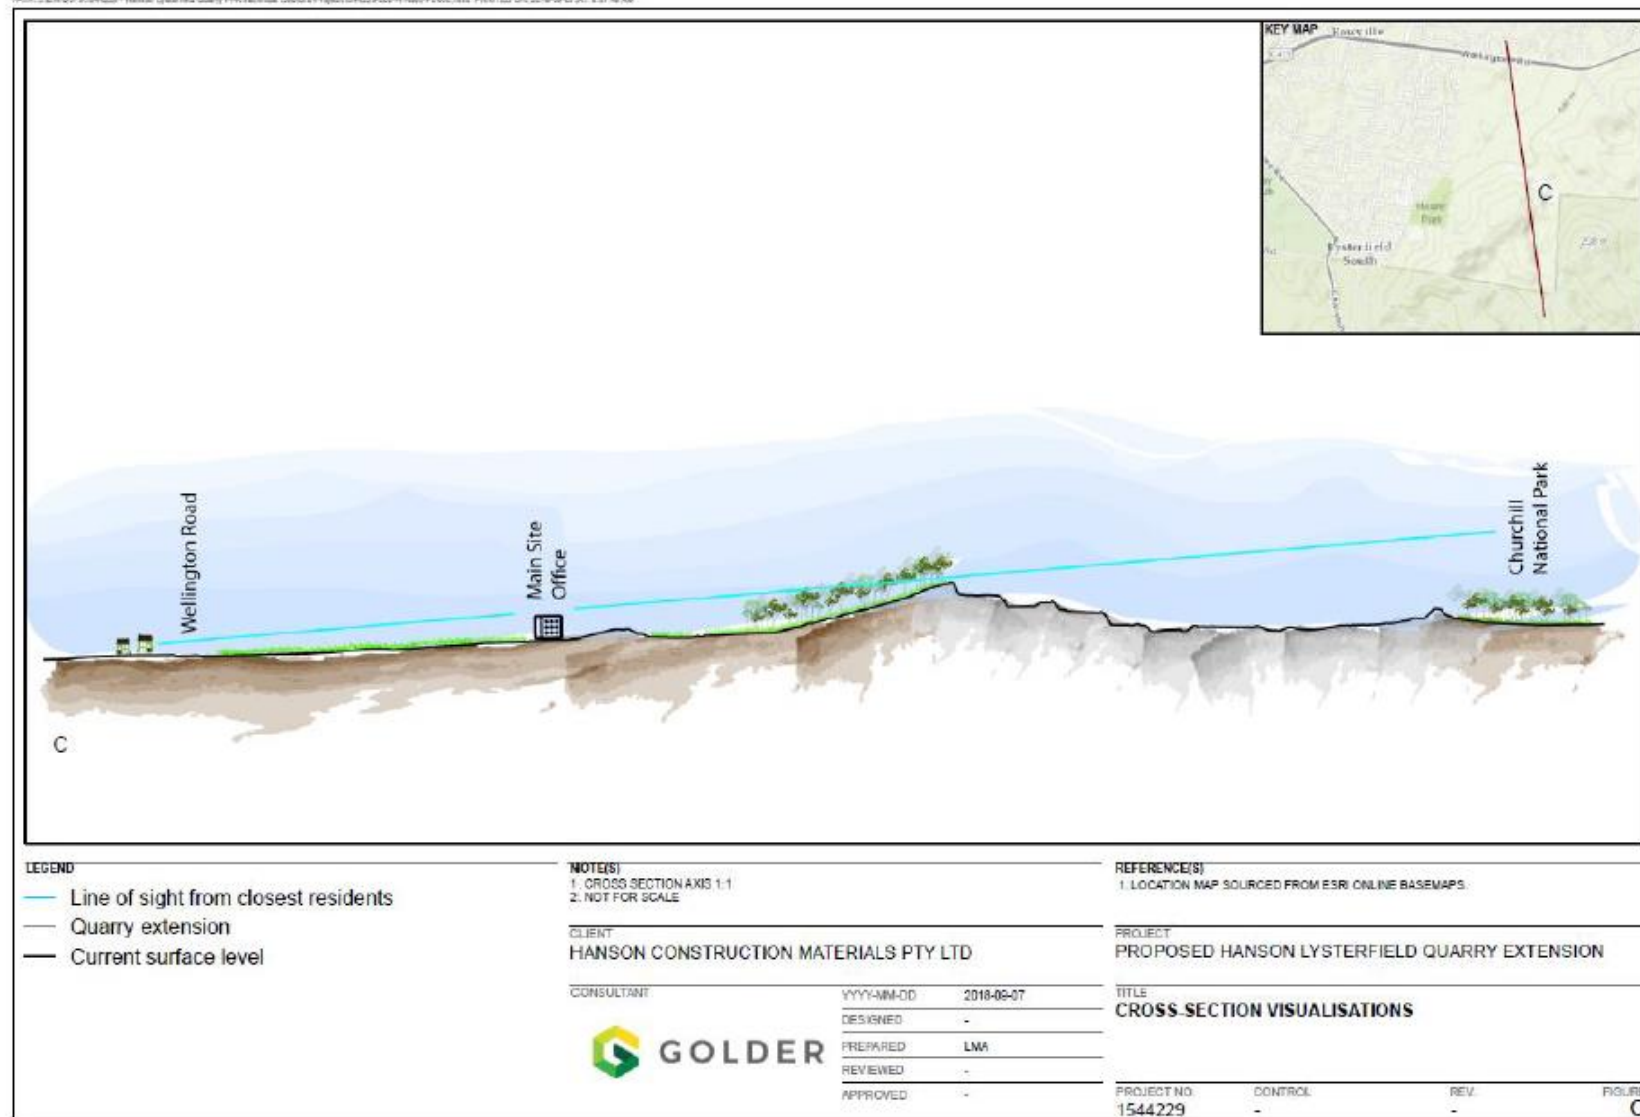 KEY MAP
Lysterfield
South
C
Wellington Road
Main Site
Office
Churchill
National Park
C
LEGEND
Line of sight from closest residents
Quarry extension
Current surface level
NOTE(S)
1. CROSS SECTION AXIS 1:1
2. NOT FOR SCALE
REFERENCE(S)
1. LOCATION MAP SOURCED FROM ESRI ONLINE BASEMAPS.
CLIENT
HANSON CONSTRUCTION MATERIALS PTY LTD
PROJECT
PROPOSED HANSON LYSTERFIELD QUARRY EXTENSION
CONSULTANT
GOLDER
YYYY-MM-DD 2018-09-07
DESIGNED -
PREPARED LMA
REVIEWED -
APPROVED -
TITLE
CROSS-SECTION VISUALISATIONS
PROJECT NO. CONTROL REV. FIGURE
1544229 - -